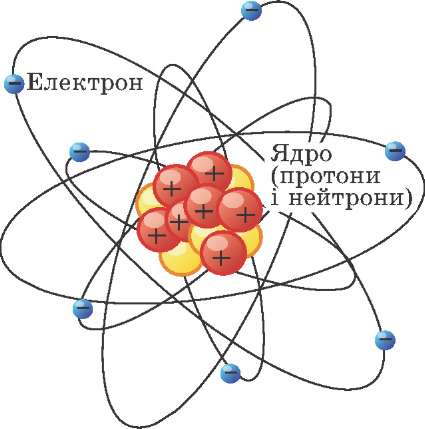 Електрон
Ядро
(протони
і нейтрони)